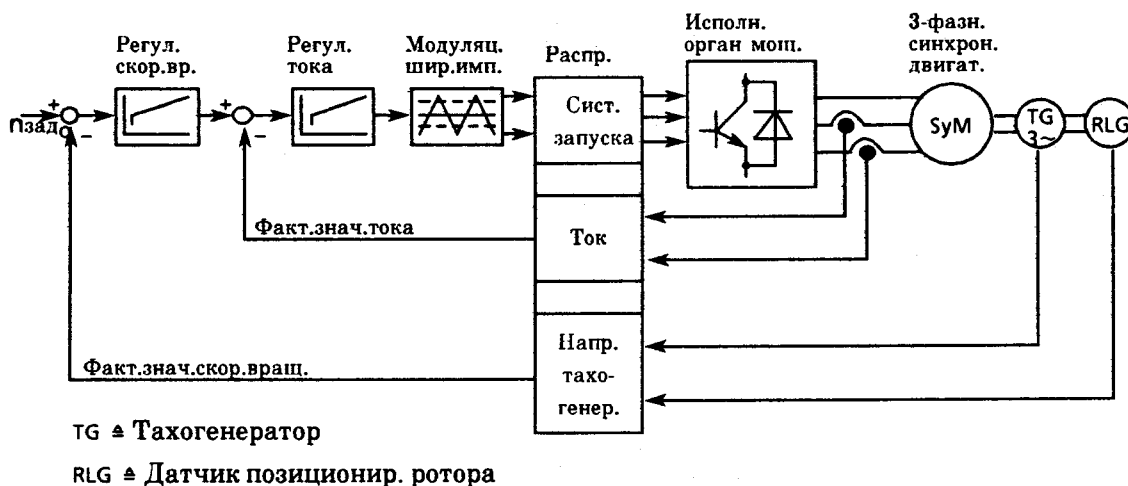 Регул.
скор.вр.
Регул.
тока
Модуляц.
шир.имп.
Распр.
Исполн.
орган мощ.
3-фазн.
синхрон.
двигат.
nзад
+
−
+
−
Сист.
запуска
SyM
TG
3~
RLG
Факт.знач.тока
Ток
Факт.знач.скор.вращ.
Напр.
тахо-
генер.
TG ≙ Тахогенератор
RLG ≙ Датчик позиционир. ротора